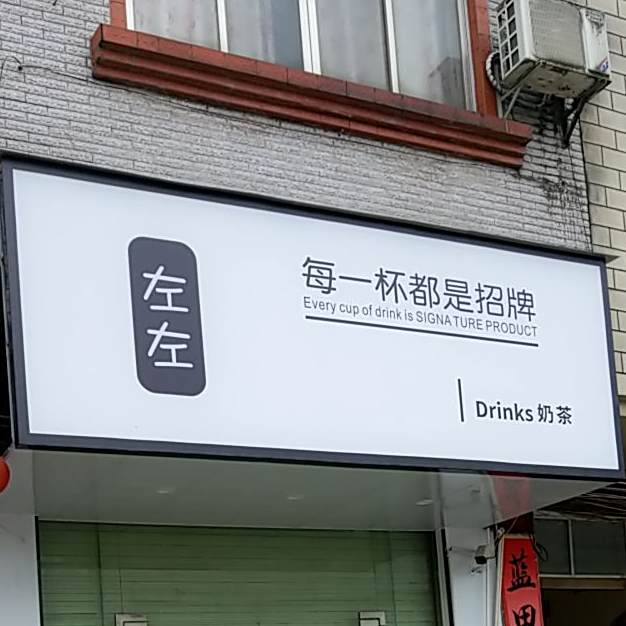 左左
每一杯都是招牌
Every cup of drink is SIGNATURE PRODUCT
Drinks 奶茶
蓝田